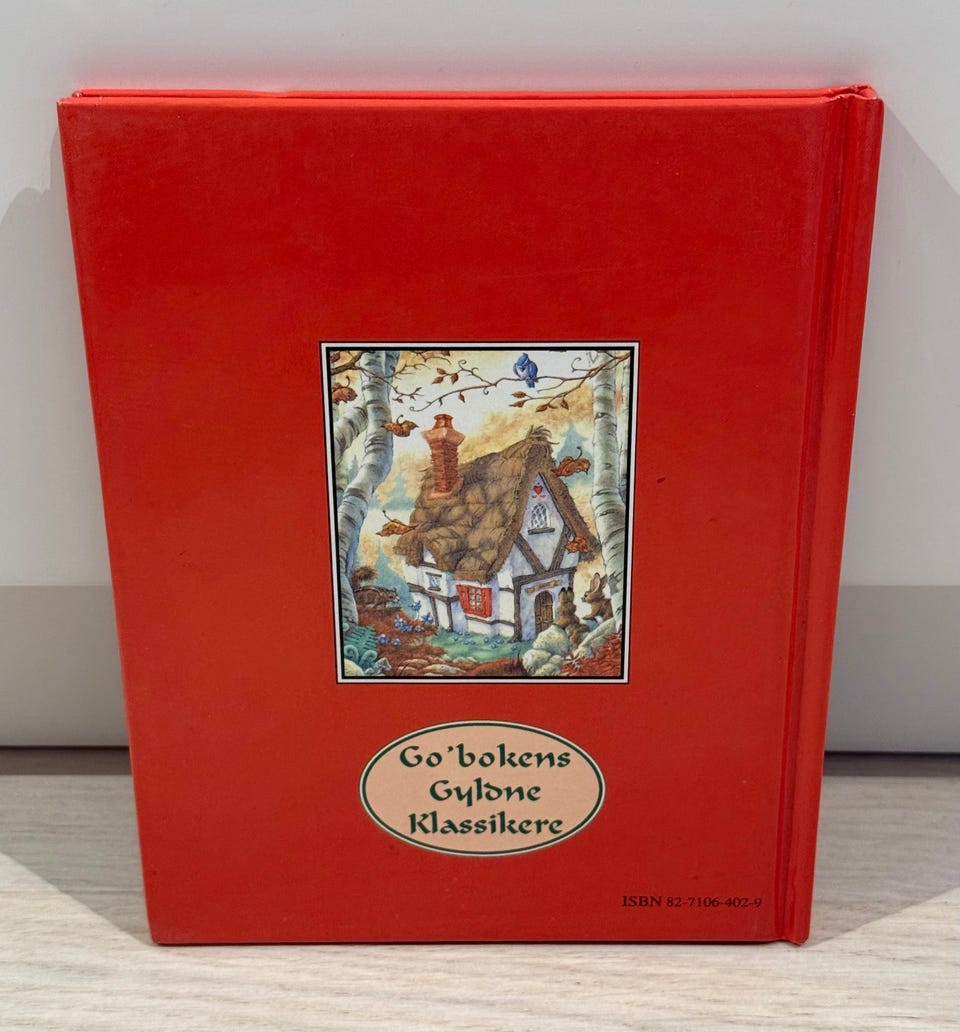 Go'bokens
Gyldne
Klassikere
ISBN 82-7106-402-9